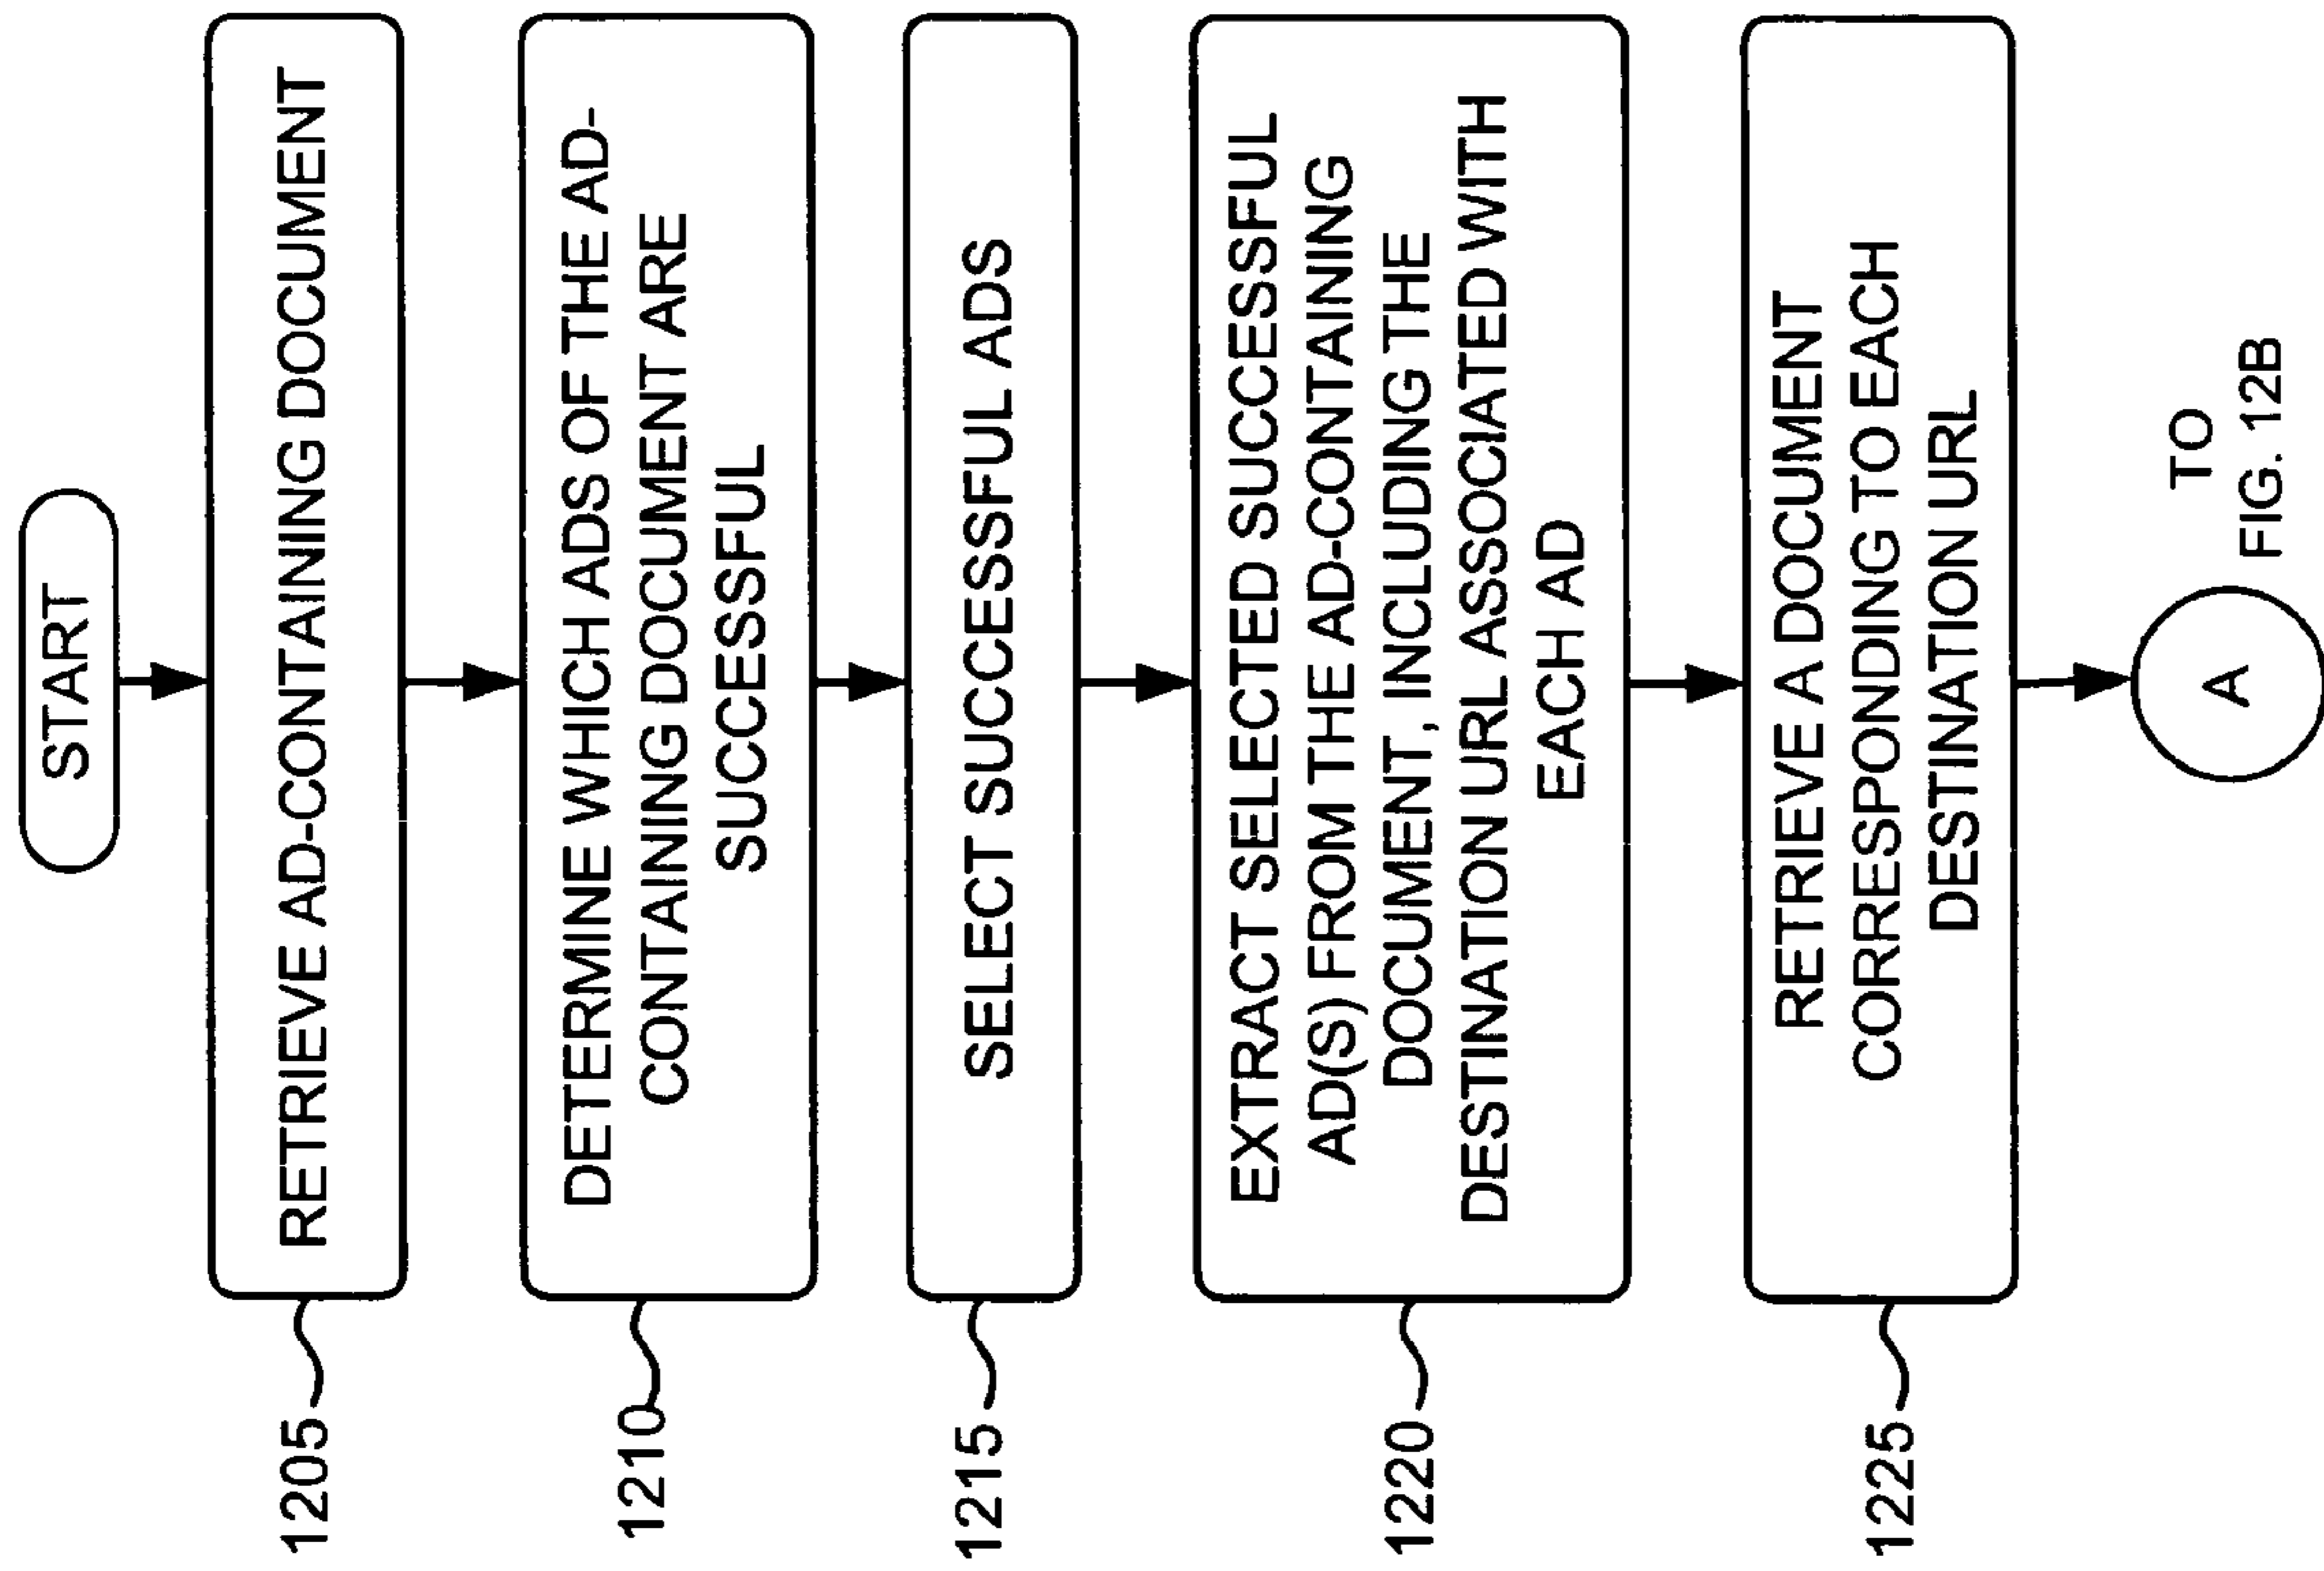 START
1205
RETRIEVE AD-CONTAINING DOCUMENT
1210
DETERMINE WHICH ADS OF THE AD-
CONTAINING DOCUMENT ARE
SUCCESSFUL
1215
SELECT SUCCESSFUL ADS
1220
EXTRACT SELECTED SUCCESSFUL
AD(S) FROM THE AD-CONTAINING
DOCUMENT, INCLUDING THE
DESTINATION URL ASSOCIATED WITH
EACH AD
1225
RETRIEVE A DOCUMENT
CORRESPONDING TO EACH
DESTINATION URL
A
TO
FIG. 12B